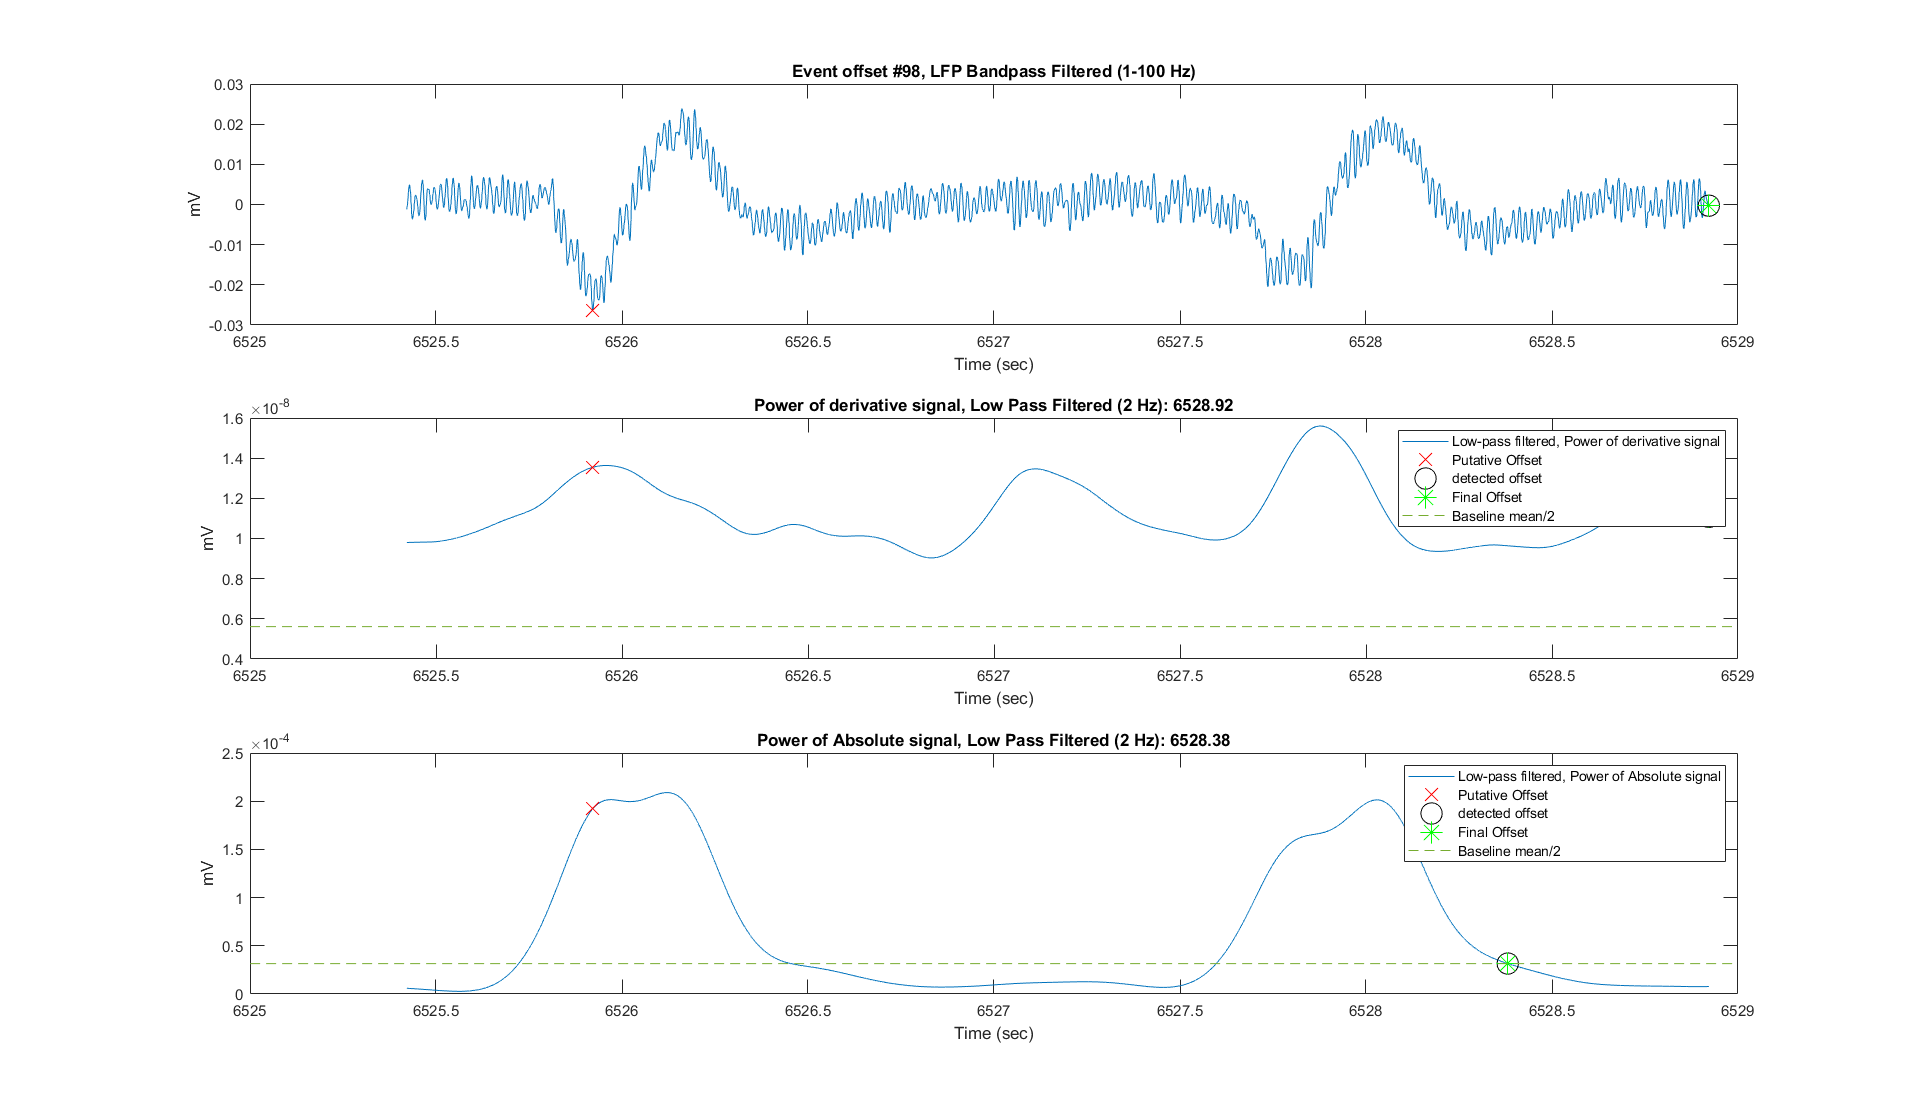 Event offset #98, LFP Bandpass Filtered (1-100 Hz)
0.03
0.02
0.01
0
-0.01
-0.02
-0.03
mV
6525
6525.5
6526
6526.5
6527
6527.5
6528
6528.5
6529
Time (sec)
Power of derivative signal, Low Pass Filtered (2 Hz): 6528.92
×10-8
1.6
1.4
1.2
1
0.8
0.6
0.4
mV
Low-pass filtered, Power of derivative signal
Putative Offset
detected offset
Final Offset
Baseline mean/2
6525
6525.5
6526
6526.5
6527
6527.5
6528
6528.5
6529
Time (sec)
Power of Absolute signal, Low Pass Filtered (2 Hz): 6528.38
×10-4
2.5
2
1.5
1
0.5
0
mV
Low-pass filtered, Power of Absolute signal
Putative Offset
detected offset
Final Offset
Baseline mean/2
6525
6525.5
6526
6526.5
6527
6527.5
6528
6528.5
6529
Time (sec)